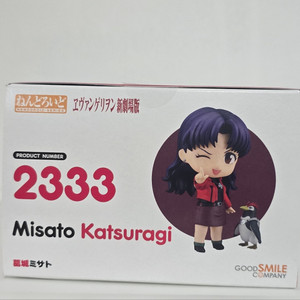 ねんどろいど
ヱヴァンゲリヲン新劇場版
PRODUCT NUMBER
2333
Misato Katsuragi
葛城ミサト
GOOD SMILE
COMPANY